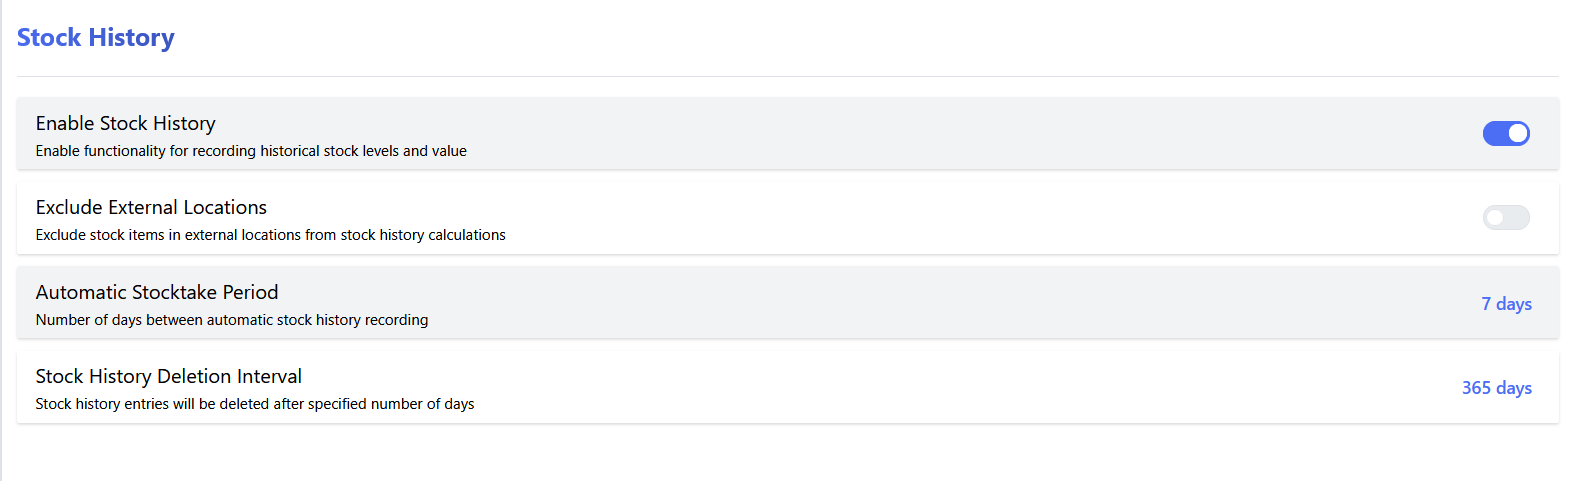 Stock History
Enable Stock History
Enable functionality for recording historical stock levels and value
Exclude External Locations
Exclude stock items in external locations from stock history calculations
Automatic Stocktake Period
Number of days between automatic stock history recording
7 days
Stock History Deletion Interval
Stock history entries will be deleted after specified number of days
365 days